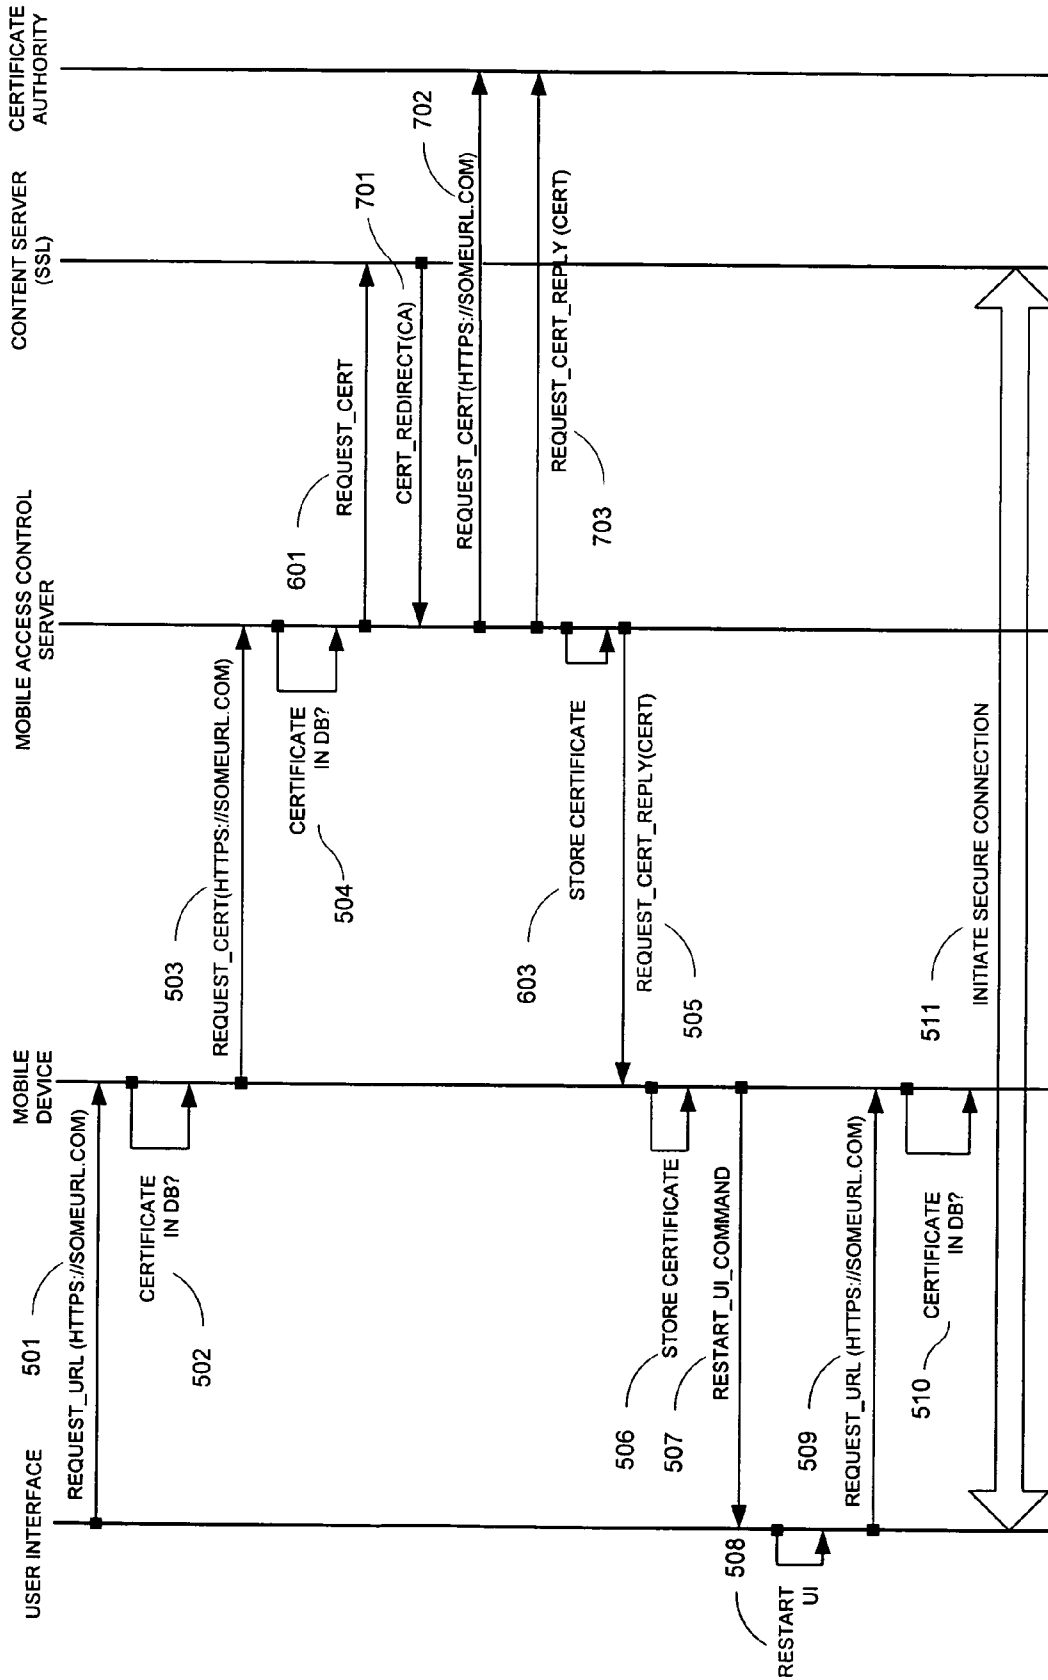 USER INTERFACE
MOBILE
DEVICE
MOBILE ACCESS CONTROL
SERVER
CONTENT SERVER
(SSL)
CERTIFICATE
AUTHORITY
501
REQUEST_URL (HTTPS://SOMEURL.COM)
CERTIFICATE
IN DB?
502
503
REQUEST_CERT(HTTPS://SOMEURL.COM)
CERTIFICATE
IN DB?
504
601
REQUEST_CERT
701
CERT_REDIRECT(CA)
702
REQUEST_CERT(HTTPS://SOMEURL.COM)
REQUEST_CERT_REPLY (CERT)
703
STORE CERTIFICATE
603
REQUEST_CERT_REPLY(CERT)
505
506
STORE CERTIFICATE
507
RESTART_UI_COMMAND
508
RESTART
UI
509
REQUEST_URL (HTTPS://SOMEURL.COM)
510
CERTIFICATE
IN DB?
511
INITIATE SECURE CONNECTION